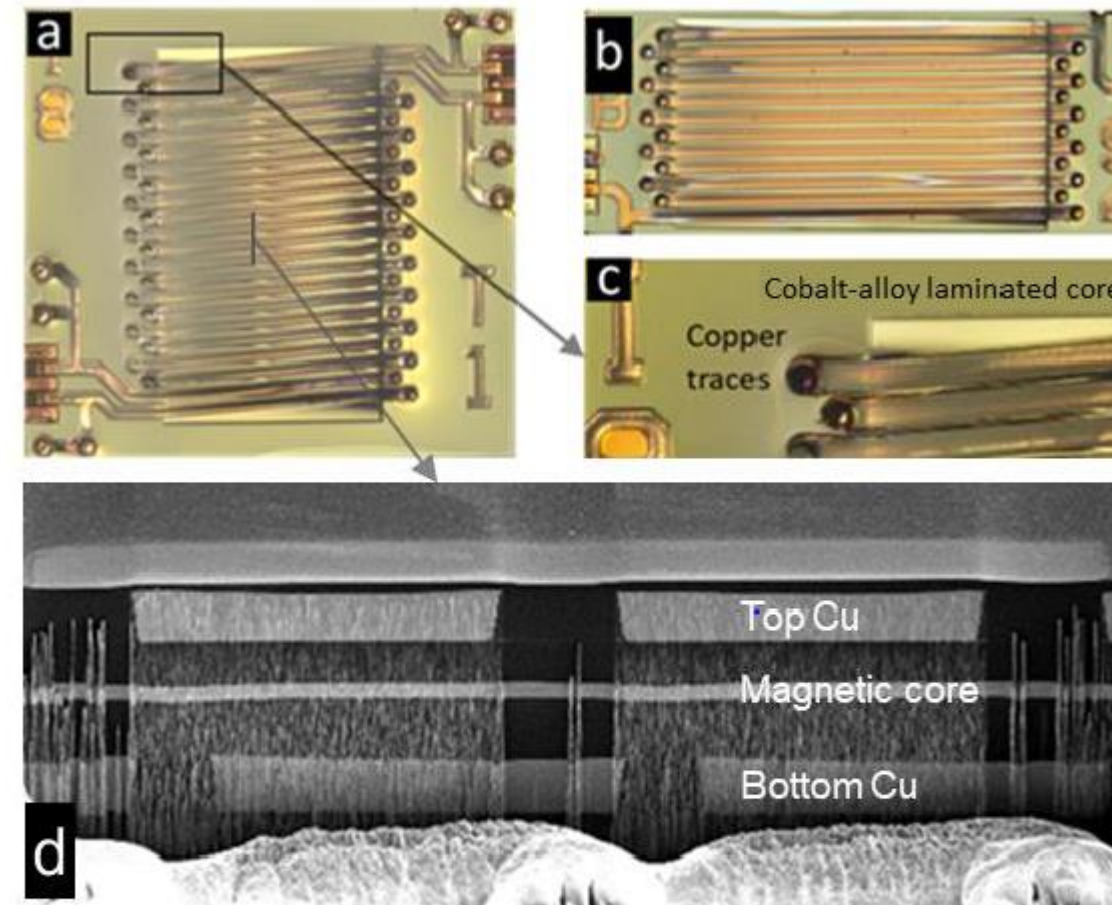 a
b
T
1
c
Cobalt-alloy laminated core
Copper
traces
Top Cu
Magnetic core
Bottom Cu
d